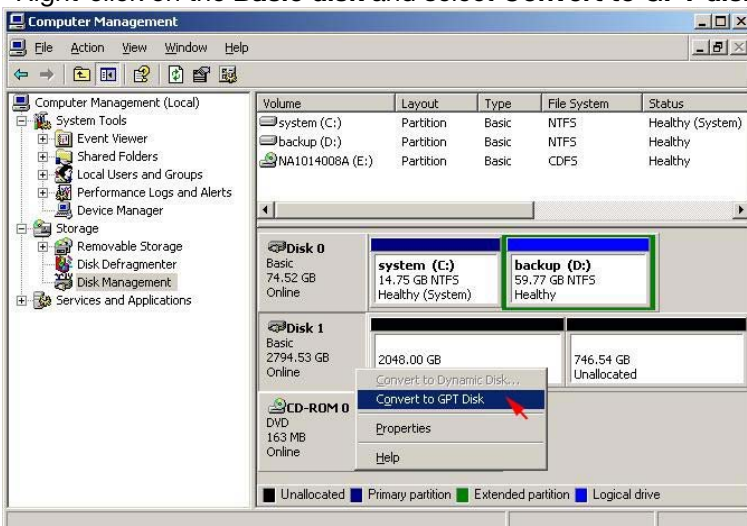 Right-click on the Basic disk and select Convert to GPT disk
Computer Management
File Action View Window Help
Computer Management (Local)
System Tools
Event Viewer
Shared Folders
Local Users and Groups
Performance Logs and Alerts
Device Manager
Storage
Removable Storage
Disk Defragmenter
Disk Management
Services and Applications
Volume Layout Type File System Status
system (C:) Partition Basic NTFS Healthy (System)
backup (D:) Partition Basic NTFS Healthy
NA1014008A (E:) Partition Basic CDFS Healthy
Disk 0
Basic
74.52 GB
Online
system (C:)
14.75 GB NTFS
Healthy (System)
backup (D:)
59.77 GB NTFS
Healthy
Disk 1
Basic
2794.53 GB
Online
2048.00 GB
746.54 GB
Unallocated
CD-ROM 0
DVD
163 MB
Online
Convert to Dynamic Disk...
Convert to GPT Disk
Properties
Help
Unallocated Primary partition Extended partition Logical drive